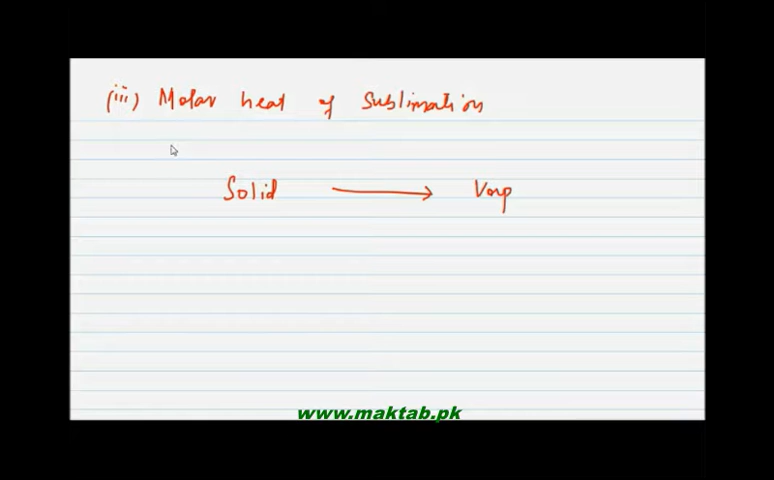 (iii) Molar heat of Sublimation
Solid → Vap
www.maktab.pk